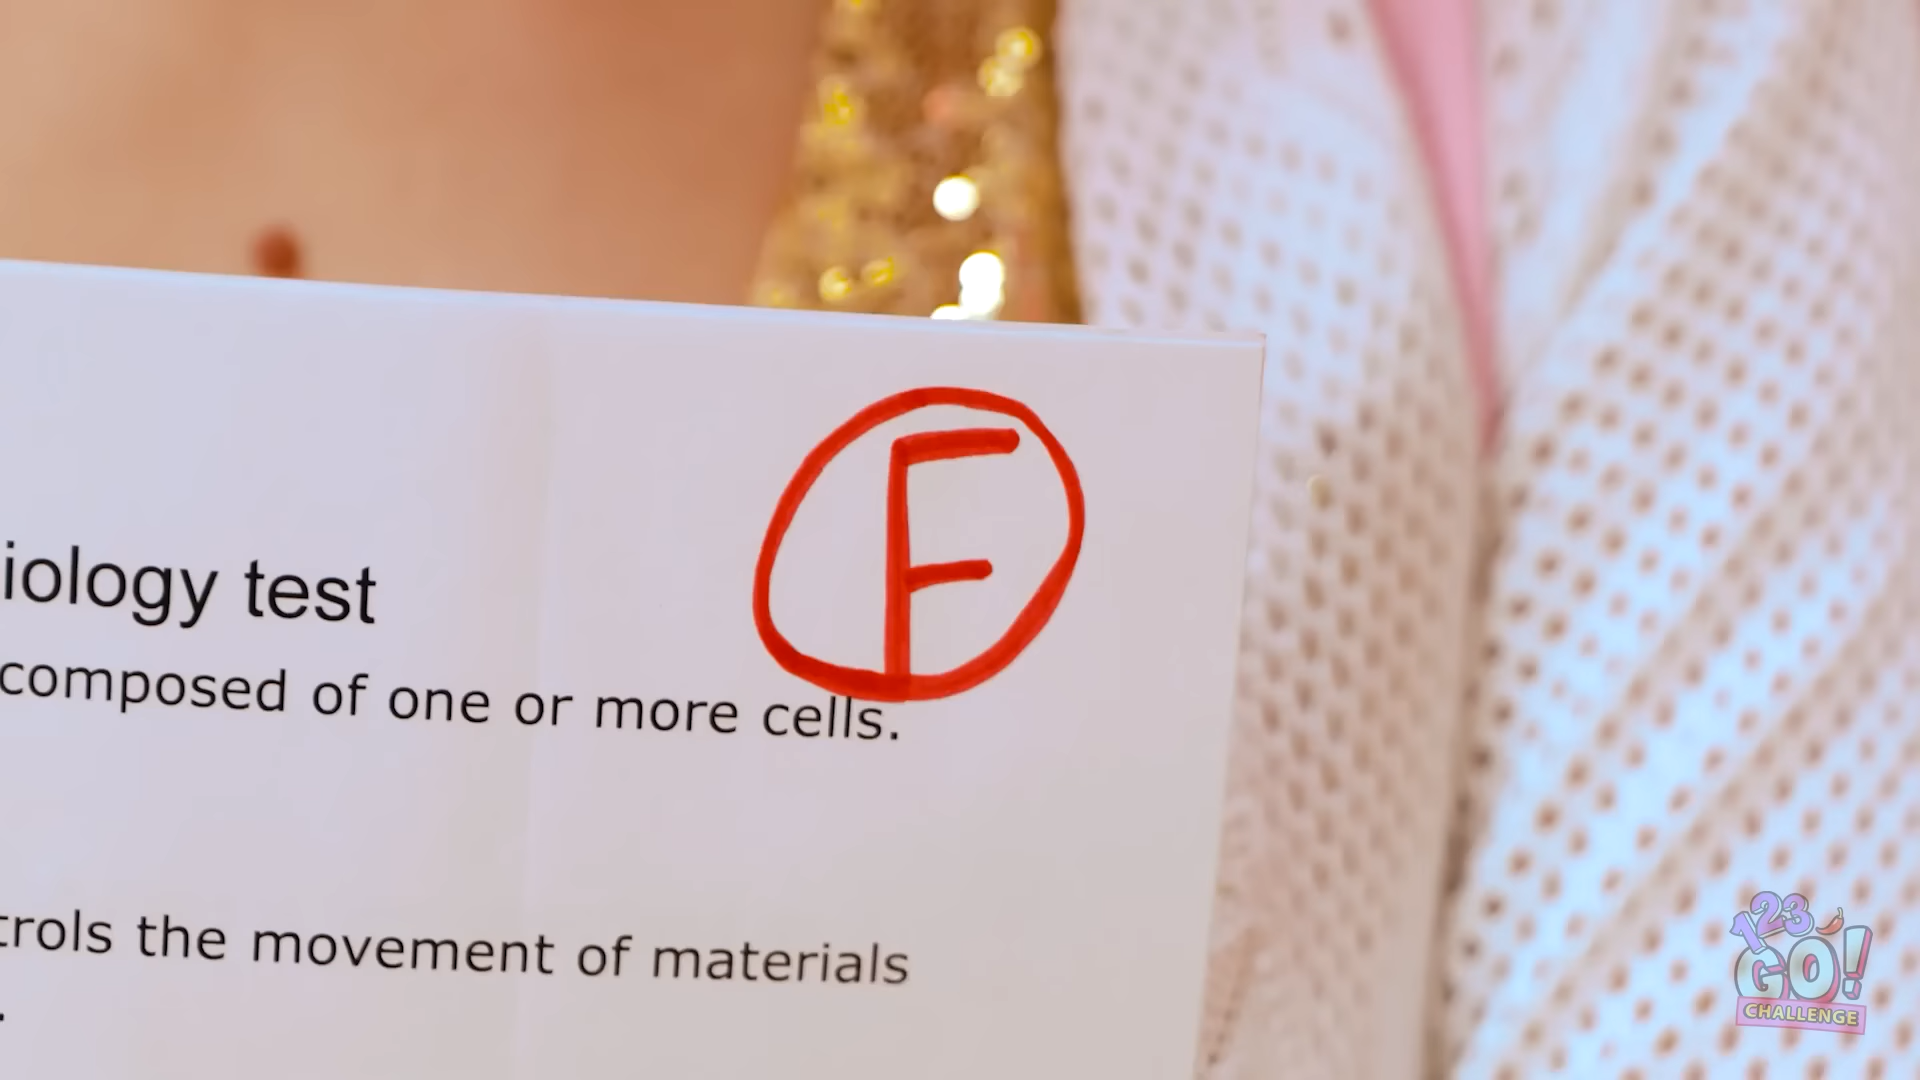 F
iology test
composed of one or more cells.
trols the movement of materials
.
123
GO!
CHALLENGE